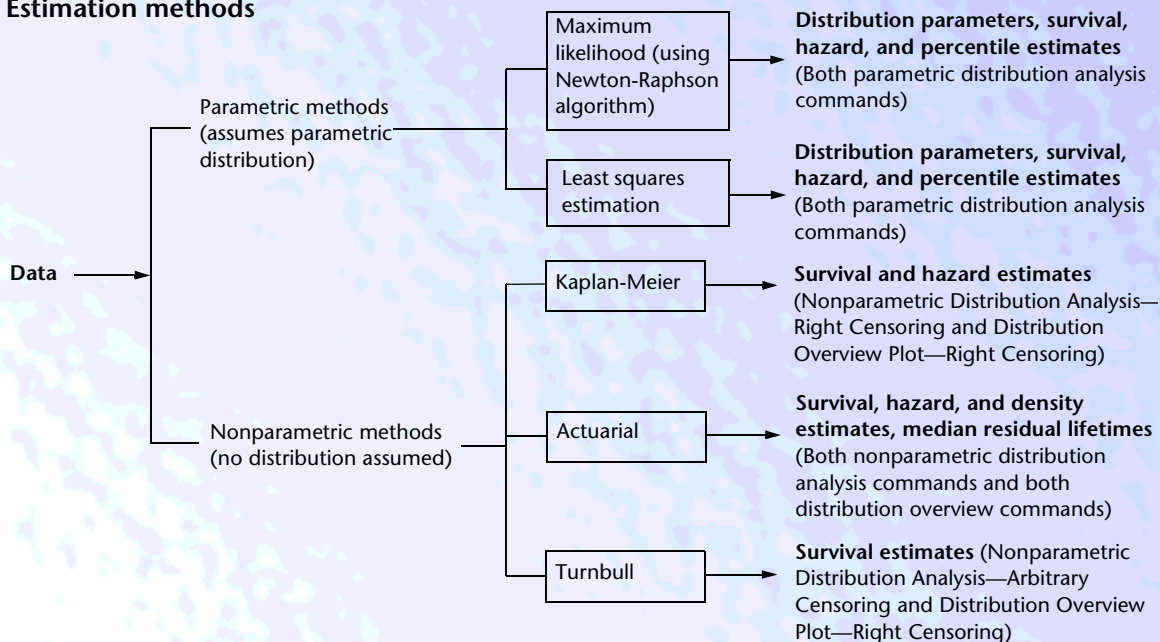 Estimation methods
Data
Parametric methods
(assumes parametric
distribution)
Maximum
likelihood (using
Newton-Raphson
algorithm)
Distribution parameters, survival,
hazard, and percentile estimates
(Both parametric distribution analysis
commands)
Least squares
estimation
Distribution parameters, survival,
hazard, and percentile estimates
(Both parametric distribution analysis
commands)
Nonparametric methods
(no distribution assumed)
Kaplan-Meier
Survival and hazard estimates
(Nonparametric Distribution Analysis—
Right Censoring and Distribution
Overview Plot—Right Censoring)
Actuarial
Survival, hazard, and density
estimates, median residual lifetimes
(Both nonparametric distribution
analysis commands and both
distribution overview commands)
Turnbull
Survival estimates (Nonparametric
Distribution Analysis—Arbitrary
Censoring and Distribution Overview
Plot—Right Censoring)